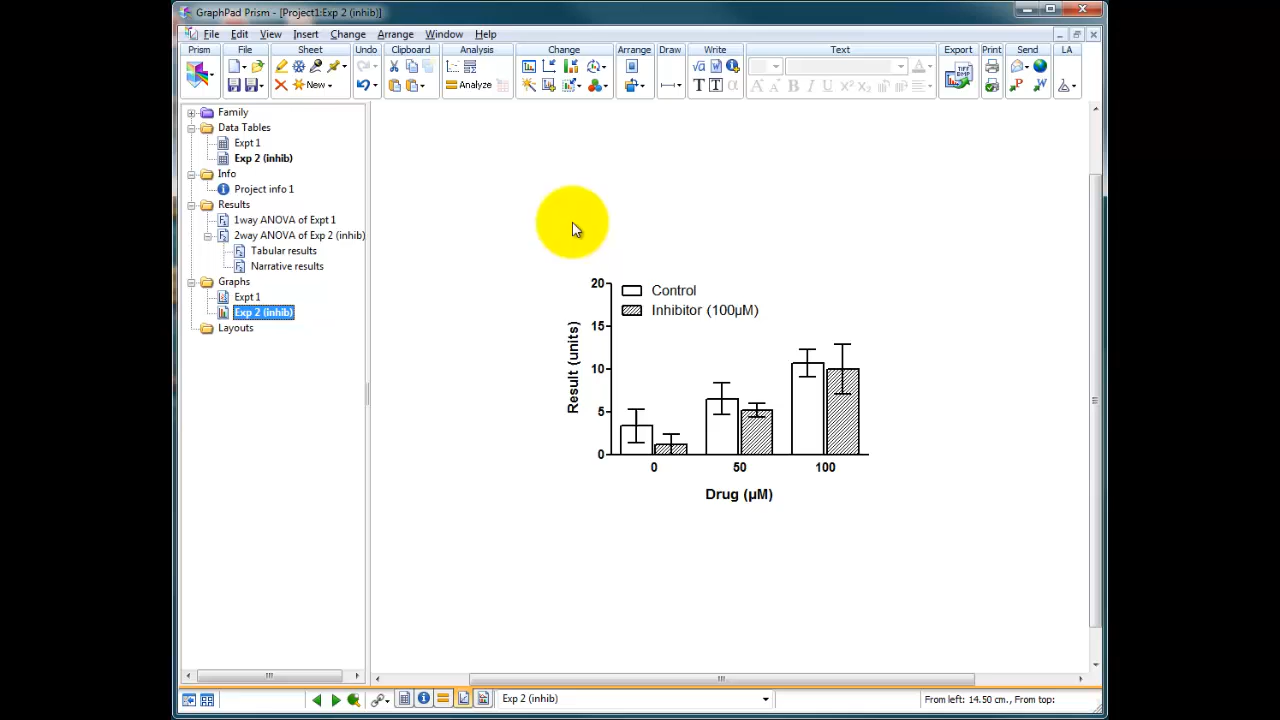 GraphPad Prism - [Project1:Exp 2 (inhib)]
File Edit View Insert Change Arrange Window Help
Prism File Sheet Undo Clipboard Analysis Change Arrange Draw Write Text Export Print Send LA
New
Analyze
Family
Data Tables
Expt 1
Exp 2 (inhib)
Info
Project info 1
Results
1way ANOVA of Expt 1
2way ANOVA of Exp 2 (inhib)
Tabular results
Narrative results
Graphs
Expt 1
Exp 2 (inhib)
Layouts
20
15
10
5
0
Result (units)
Control
Inhibitor (100µM)
0 50 100
Drug (µM)
Exp 2 (inhib)
From left: 14.50 cm., From top: